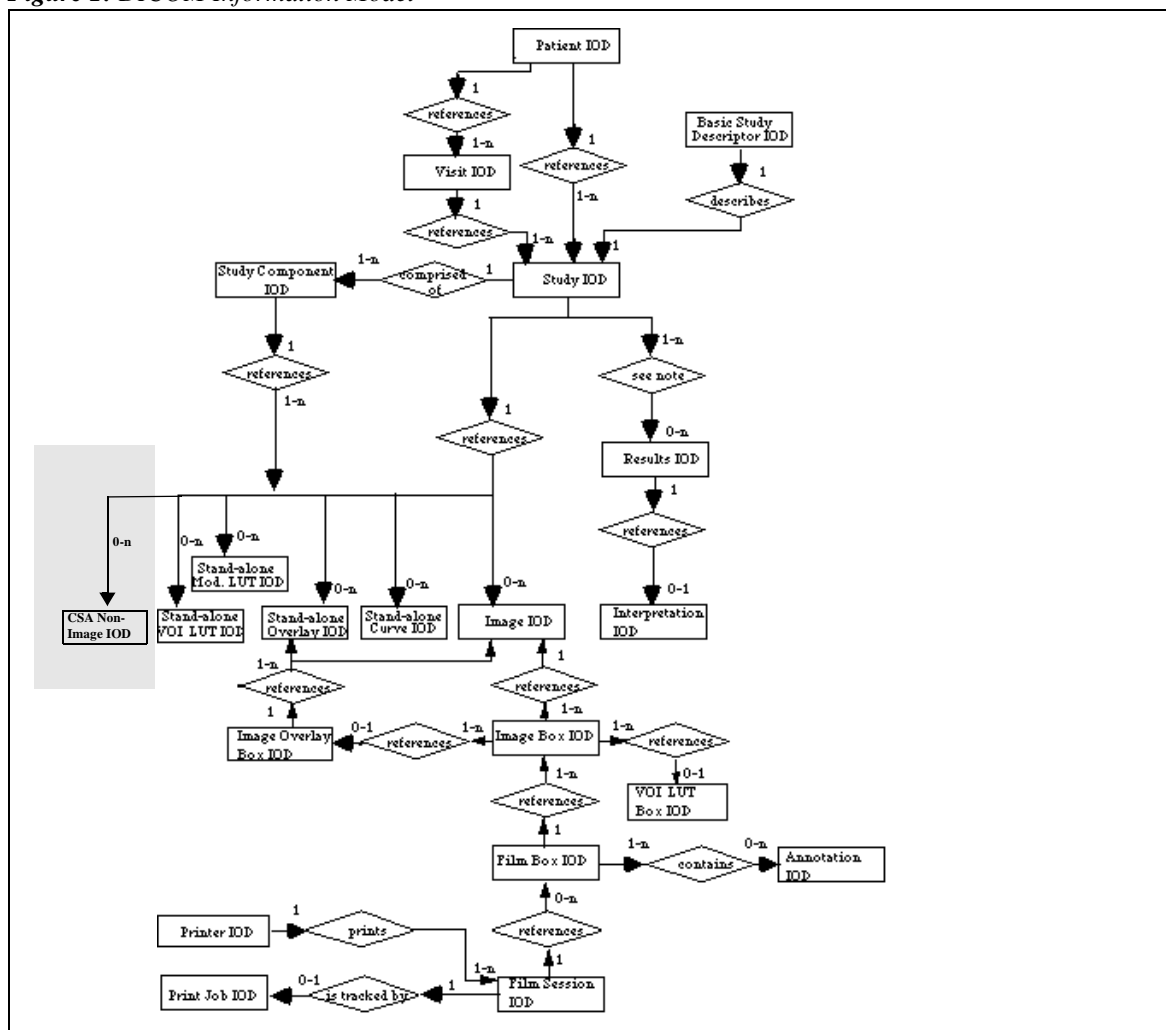 Figure 1: DICOM Information Model
Patient IOD
1
references
1
1-n
references
Basic Study
Descriptor IOD
1
Visit IOD
1-n
describes
1
references
1-n
1
1-n
Study Component
IOD
comprised
of
1
Study IOD
1
references
1-n
1-n
see note
1
references
0-n
Results IOD
1
references
0-n
0-n
0-n
0-n
0-n
0-n
0-1
Stand-alone
Mod. LUT IOD
CSA Non-
Image IOD
Stand-alone
VOI LUT IOD
Stand-alone
Overlay IOD
Stand-alone
Curve IOD
Image IOD
Interpretation
IOD
1-n
references
1
1
references
1-n
Image Overlay
Box IOD
0-1
references
1-n
Image Box IOD
1-n
references
0-1
VOI LUT
Box IOD
1-n
references
1
Film Box IOD
1-n
contains
0-n
Annotation
IOD
0-n
references
1
Printer IOD
1
prints
1-n
Film Session
IOD
Print Job IOD
0-1
is tracked by
1